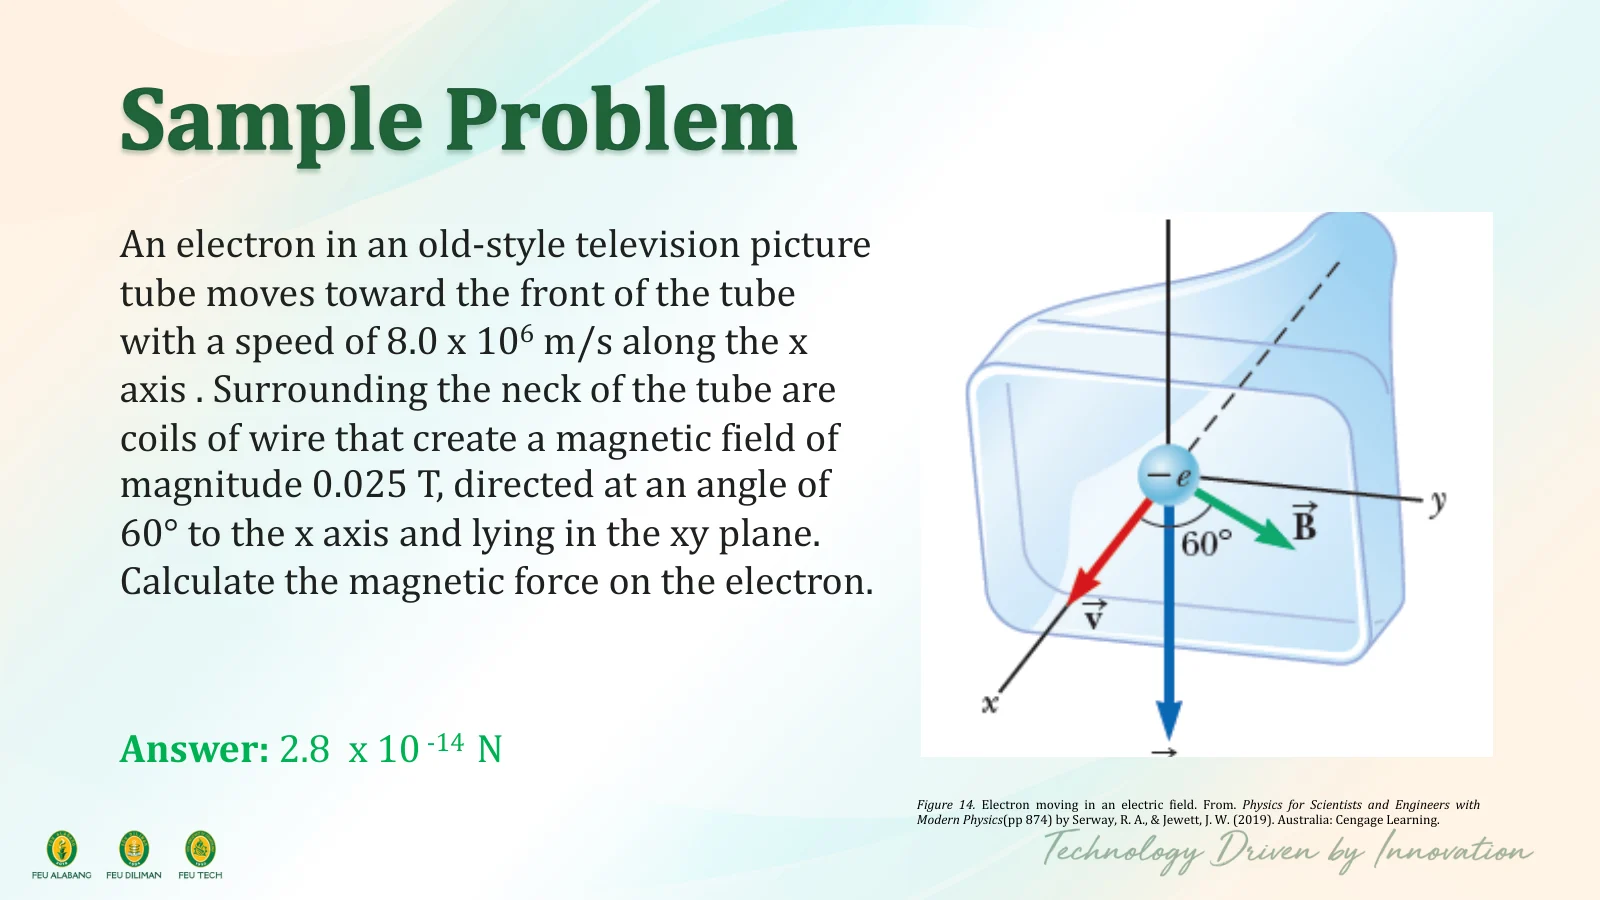 Sample Problem
An electron in an old-style television picture
tube moves toward the front of the tube
with a speed of 8.0 x 10⁶ m/s along the x
axis . Surrounding the neck of the tube are
coils of wire that create a magnetic field of
magnitude 0.025 T, directed at an angle of
60° to the x axis and lying in the xy plane.
Calculate the magnetic force on the electron.
Answer: 2.8 x 10 ⁻¹⁴ N
− e
y
B⃗
60°
v⃗
x
Figure 14. Electron moving in an electric field. From. Physics for Scientists and Engineers with
Modern Physics(pp 874) by Serway, R. A., & Jewett, J. W. (2019). Australia: Cengage Learning.
Technology Driven by Innovation
FEU ALABANG
FEU DILIMAN
FEU TECH